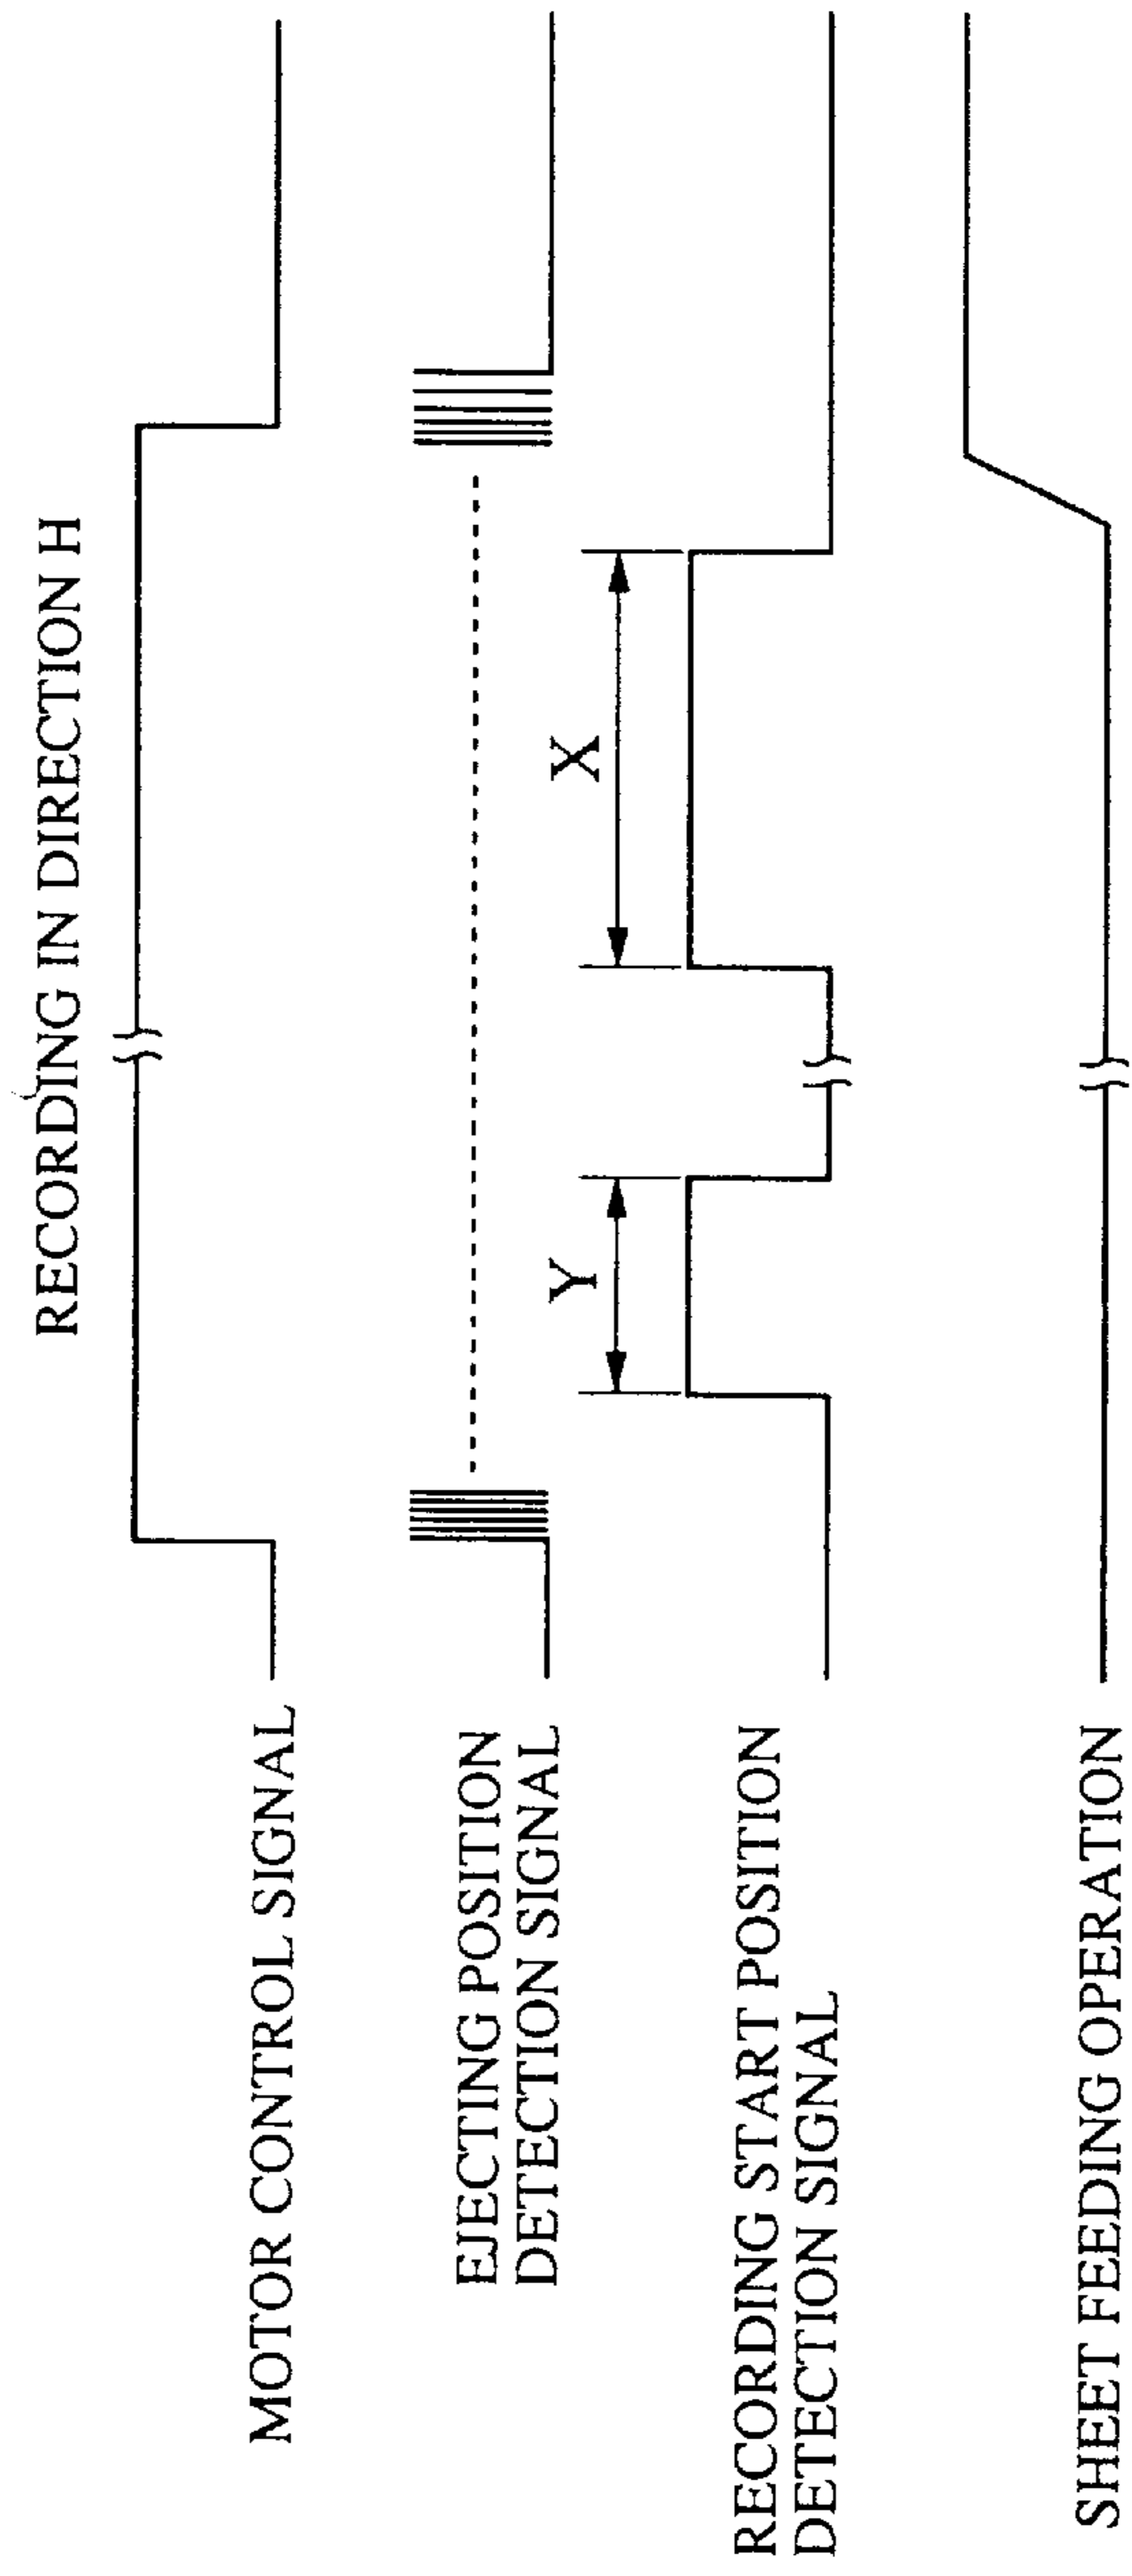 RECORDING IN DIRECTION H
MOTOR CONTROL SIGNAL
EJECTING POSITION
DETECTION SIGNAL
Y
X
RECORDING START POSITION
DETECTION SIGNAL
SHEET FEEDING OPERATION